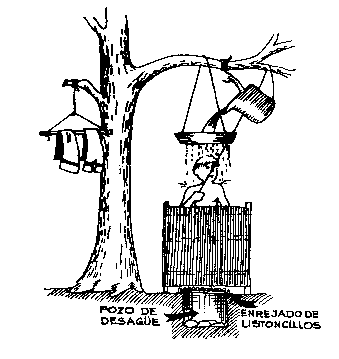 POZO DE
DESAGÜE
ENREJADO DE
LISTONCILLOS